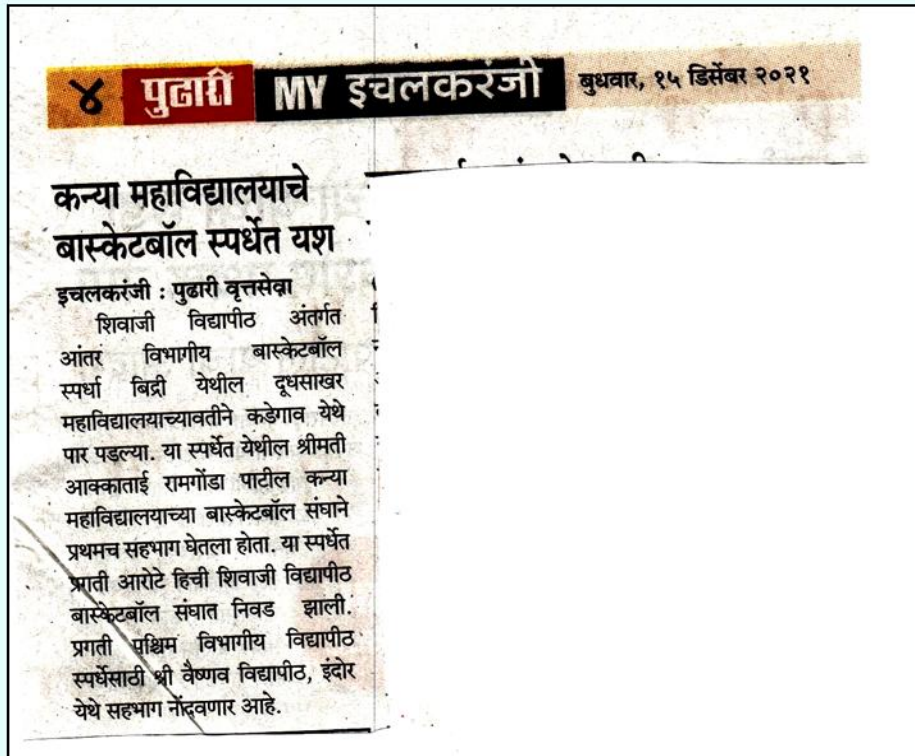 ४ पुढारी MY इचलकरंजी बुधवार, १५ डिसेंबर २०२१
कन्या महाविद्यालयाचे
बास्केटबॉल स्पर्धेत यश
इचलकरंजी : पुढारी वृत्तसेवा
शिवाजी विद्यापीठ अंतर्गत
आंतर विभागीय बास्केटबॉल
स्पर्धा बिद्री येथील दूधसाखर
महाविद्यालयाच्यावतीने कडेगाव येथे
पार पडल्या. या स्पर्धेत येथील श्रीमती
आक्काताई रामगोंडा पाटील कन्या
महाविद्यालयाच्या बास्केटबॉल संघाने
प्रथमच सहभाग घेतला होता. या स्पर्धेत
प्रगती आरोटे हिची शिवाजी विद्यापीठ
बास्केटबॉल संघात निवड झाली.
प्रगती पश्चिम विभागीय विद्यापीठ
स्पर्धेसाठी श्री वैष्णव विद्यापीठ, इंदोर
येथे सहभाग नोंदवणार आहे.